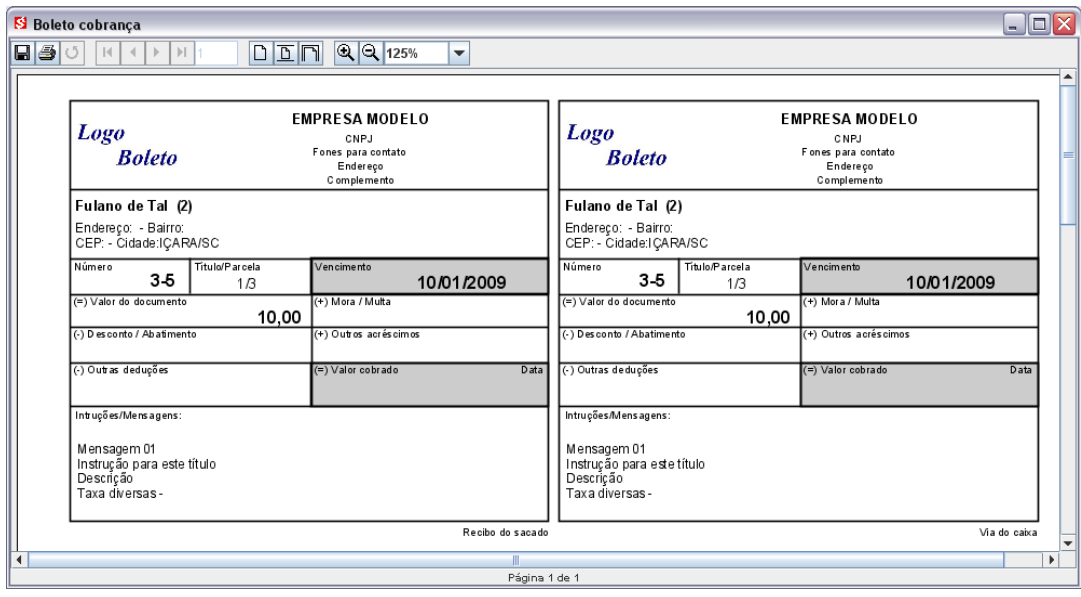 Boleto cobrança
1
125%
Logo
Boleto
EMPRESA MODELO
CNPJ
Fones para contato
Endereço
Complemento
Fulano de Tal (2)
Endereço: - Bairro:
CEP: - Cidade:IÇARA/SC
Número
3-5
Título/Parcela
1/3
Vencimento
10/01/2009
(=) Valor do documento
10,00
(+) Mora / Multa
(-) Desconto / Abatimento
(+) Outros acréscimos
(-) Outras deduções
(=) Valor cobrado Data
Intruções/Mensagens:
Mensagem 01
Instrução para este título
Descrição
Taxa diversas -
Recibo do sacado
Logo
Boleto
EMPRESA MODELO
CNPJ
Fones para contato
Endereço
Complemento
Fulano de Tal (2)
Endereço: - Bairro:
CEP: - Cidade:IÇARA/SC
Número
3-5
Título/Parcela
1/3
Vencimento
10/01/2009
(=) Valor do documento
10,00
(+) Mora / Multa
(-) Desconto / Abatimento
(+) Outros acréscimos
(-) Outras deduções
(=) Valor cobrado Data
Intruções/Mensagens:
Mensagem 01
Instrução para este título
Descrição
Taxa diversas -
Via do caixa
Página 1 de 1